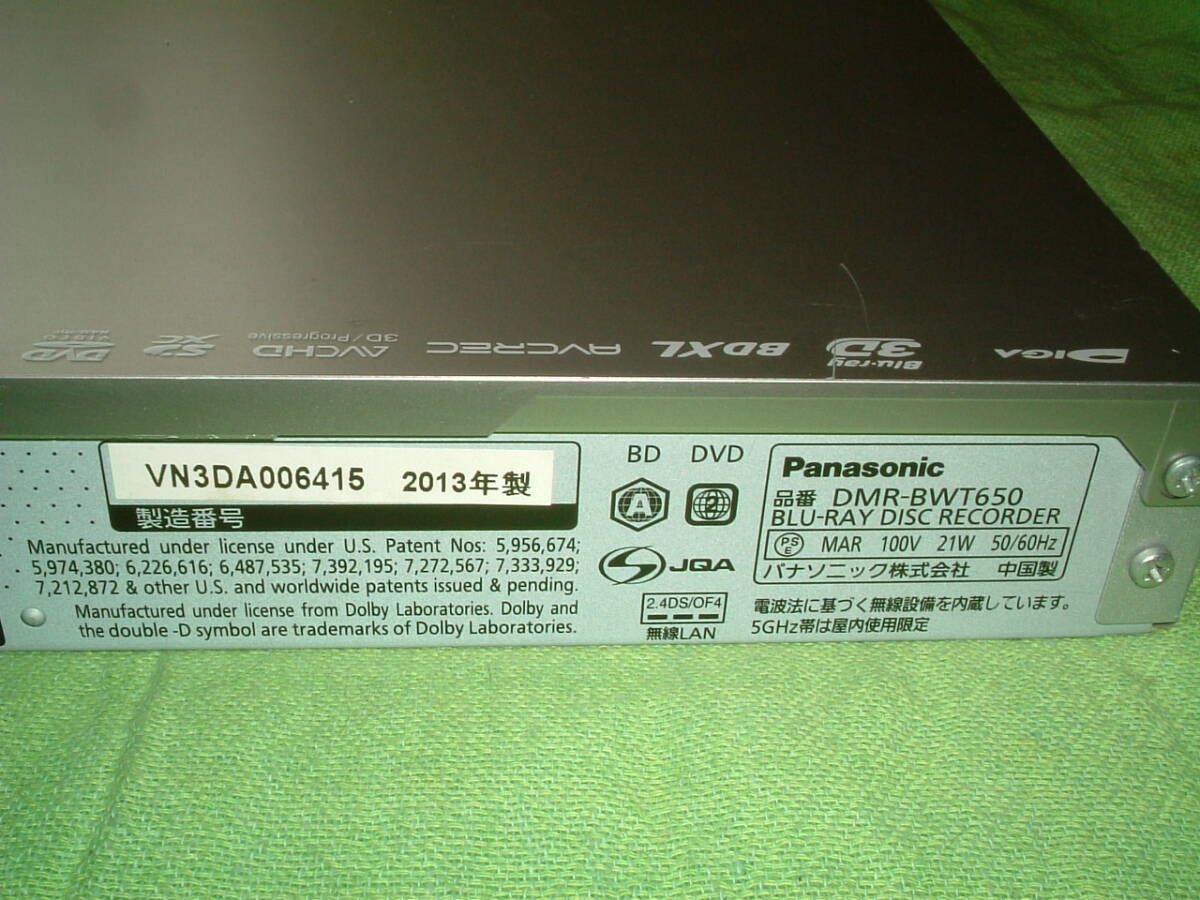 DVD
VIDEO
SD
XC
AVCHD
3D/Progressive
AVCREC
BDXL
Blu-ray
3D
DIGA
VN3DA006415 2013年製
製造番号
Manufactured under license under U.S. Patent Nos: 5,956,674;
5,974,380; 6,226,616; 6,487,535; 7,392,195; 7,272,567; 7,333,929;
7,212,872 & other U.S. and worldwide patents issued & pending.
Manufactured under license from Dolby Laboratories. Dolby and
the double -D symbol are trademarks of Dolby Laboratories.
BD DVD
A 2
JQA
2.4DS/OF4
無線LAN
Panasonic
品番 DMR-BWT650
BLU-RAY DISC RECORDER
PSE MAR 100V 21W 50/60Hz
パナソニック株式会社 中国製
電波法に基づく無線設備を内蔵しています。
5GHz帯は屋内使用限定